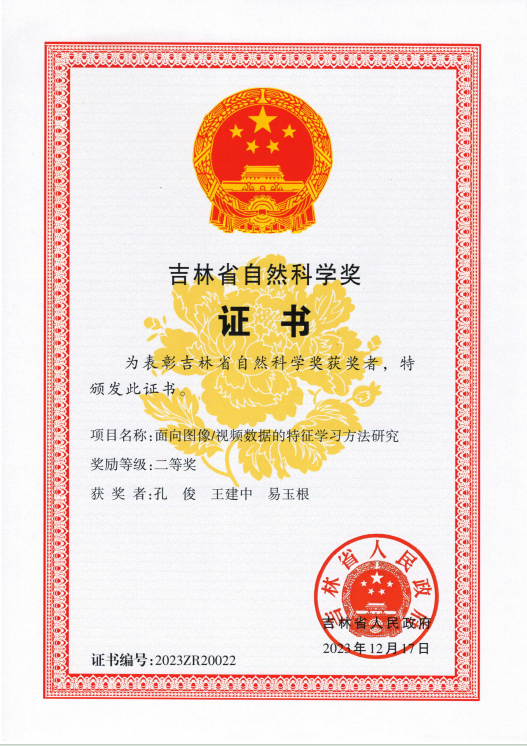 吉林省自然科学奖
证 书
为表彰吉林省自然科学奖获奖者，特
颁发此证书。
项目名称:面向图像/视频数据的特征学习方法研究
奖励等级:二等奖
获 奖 者:孔 俊 王建中 易玉根
吉林省人民政府
吉林省人民政府
2023年12月17日
证书编号:2023ZR20022